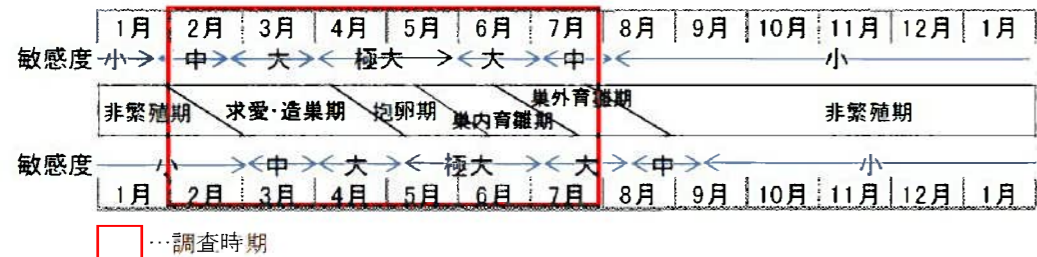 1月 2月 3月 4月 5月 6月 7月 8月 9月 10月 11月 12月 1月
敏感度 小 中 大 極大 大 中 小
非繁殖期 求愛・造巣期 抱卵期 巣内育雛期 巣外育雛期 非繁殖期
敏感度 小 中 大 極大 大 中 小
1月 2月 3月 4月 5月 6月 7月 8月 9月 10月 11月 12月 1月
…調査時期